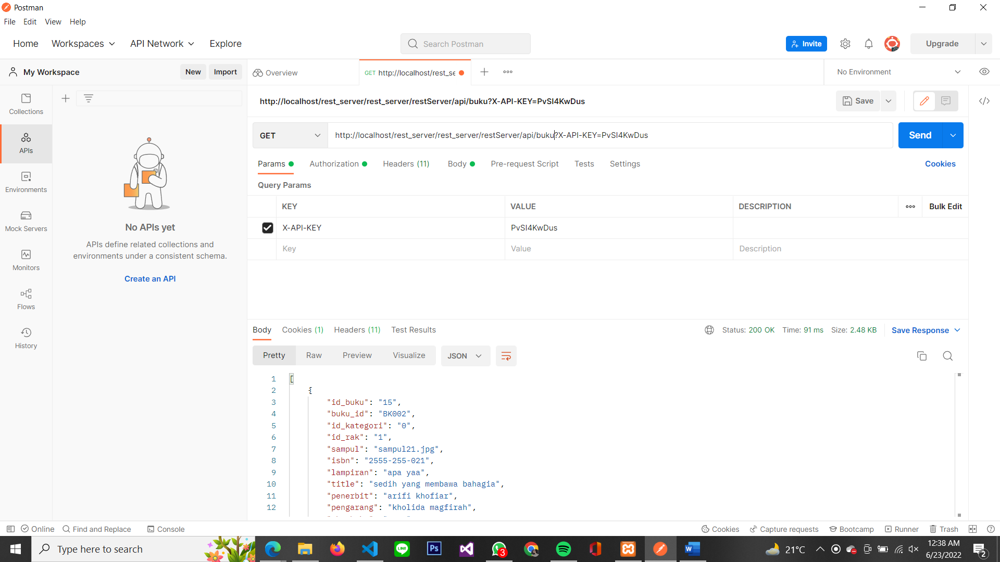 Postman
File Edit View Help
Home Workspaces API Network Explore
Search Postman
Invite
Upgrade
My Workspace
New
Import
Overview
GET http://localhost/rest_se
No Environment
Collections
APIs
Environments
Mock Servers
Monitors
Flows
History
No APIs yet
APIs define related collections and
environments under a consistent schema.
Create an API
http://localhost/rest_server/rest_server/restServer/api/buku?X-API-KEY=PvSI4KwDus
Save
</>
GET
http://localhost/rest_server/rest_server/restServer/api/buku?X-API-KEY=PvSI4KwDus
Send
Params Authorization Headers (11) Body Pre-request Script Tests Settings Cookies
Query Params
KEY VALUE DESCRIPTION Bulk Edit
X-API-KEY PvSI4KwDus
Key Value Description
Body Cookies (1) Headers (11) Test Results Status: 200 OK Time: 91 ms Size: 2.48 KB Save Response
Pretty Raw Preview Visualize JSON
1 [
2 {
3 "id_buku": "15",
4 "buku_id": "BK002",
5 "id_kategori": "0",
6 "id_rak": "1",
7 "sampul": "sampul21.jpg",
8 "isbn": "2555-255-021",
9 "lampiran": "apa yaa",
10 "title": "sedih yang membawa bahagia",
11 "penerbit": "arifi khofiar",
12 "pengarang": "kholida magfirah",
Online Find and Replace Console Cookies Capture requests Bootcamp Runner Trash
Type here to search
LINE
Ps
3
21°C
12:38 AM
6/23/2022
2